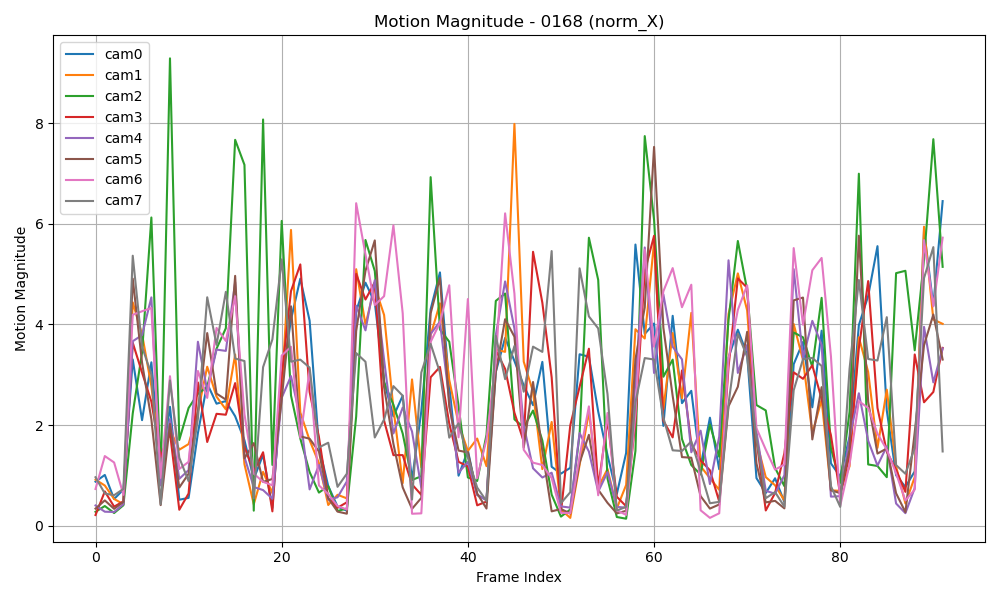 Motion Magnitude - 0168 (norm_X)
cam0
cam1
cam2
cam3
cam4
cam5
cam6
cam7
Motion Magnitude
8
6
4
2
0
0 20 40 60 80
Frame Index